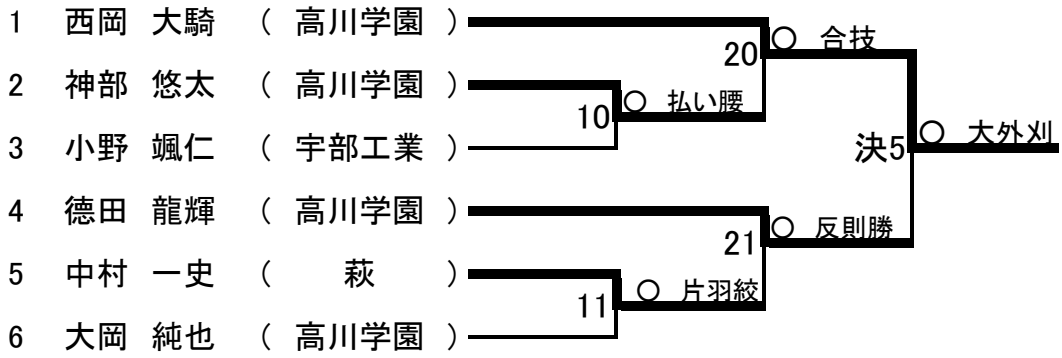 1 西岡 大騎 ( 高川学園 )
20 ○ 合技
2 神部 悠太 ( 高川学園 )
10 ○ 払い腰
3 小野 颯仁 ( 宇部工業 )
決5 ○ 大外刈
4 德田 龍輝 ( 高川学園 )
21 ○ 反則勝
5 中村 一史 ( 萩 )
11 ○ 片羽絞
6 大岡 純也 ( 高川学園 )